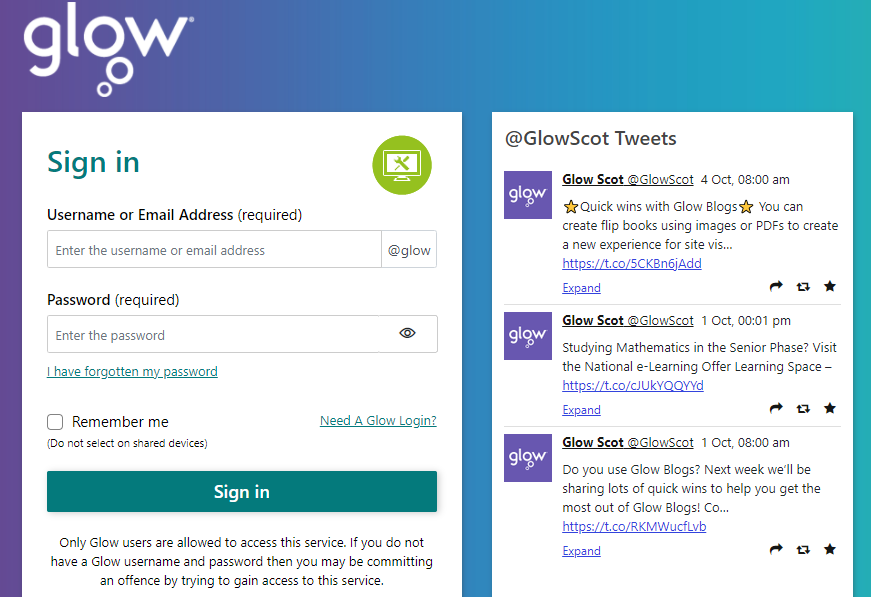 glow
Sign in
Username or Email Address (required)
Enter the username or email address
@glow
Password (required)
Enter the password
I have forgotten my password
Remember me
Need A Glow Login?
(Do not select on shared devices)
Sign in
Only Glow users are allowed to access this service. If you do not
have a Glow username and password then you may be committing
an offence by trying to gain access to this service.
@GlowScot Tweets
glow
Glow Scot @GlowScot 4 Oct, 08:00 am
⭐Quick wins with Glow Blogs⭐ You can
create flip books using images or PDFs to create
a new experience for site vis...
https://t.co/5CKBn6jAdd
Expand
glow
Glow Scot @GlowScot 1 Oct, 00:01 pm
Studying Mathematics in the Senior Phase? Visit
the National e-Learning Offer Learning Space –
https://t.co/cJUkYQQYYd
Expand
glow
Glow Scot @GlowScot 1 Oct, 08:00 am
Do you use Glow Blogs? Next week we'll be
sharing lots of quick wins to help you get the
most out of Glow Blogs! Co...
https://t.co/RKMWucfLvb
Expand